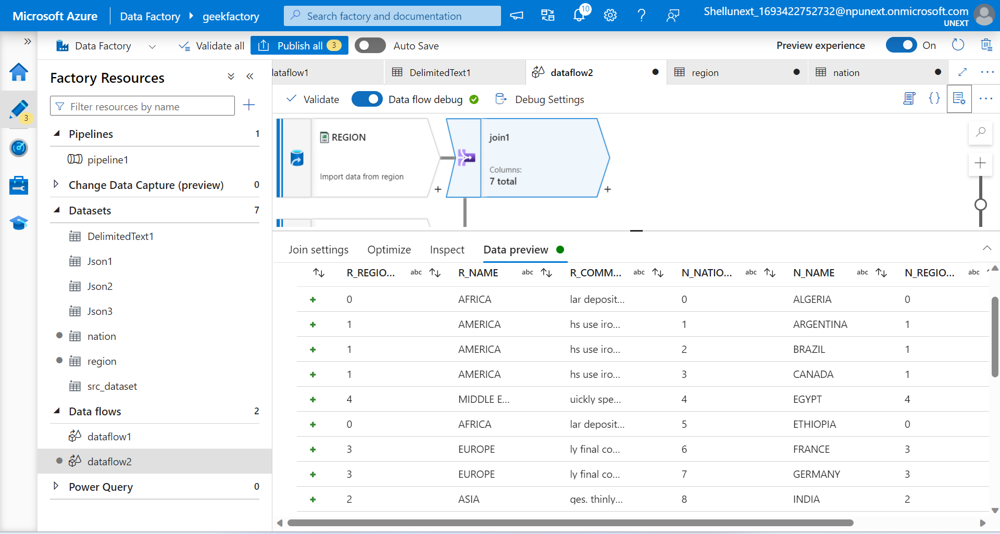 Microsoft Azure
Data Factory
geekfactory
Search factory and documentation
10
Shellunext_1693422752732@npunext.onmicrosoft.com
UNEXT
Data Factory
Validate all
Publish all 3
Auto Save
Preview experience
On
3
Factory Resources
Filter resources by name
Pipelines 1
pipeline1
Change Data Capture (preview) 0
Datasets 7
DelimitedText1
Json1
Json2
Json3
nation
region
src_dataset
Data flows 2
dataflow1
dataflow2
Power Query 0
dataflow1
DelimitedText1
dataflow2
region
nation
Validate
Data flow debug
Debug Settings
REGION
Import data from region
+
join1
Columns:
7 total
+
Join settings
Optimize
Inspect
Data preview
R_REGIO... abc R_NAME abc R_COMM... abc N_NATIO... abc N_NAME abc N_REGIO... abc
0 AFRICA lar deposit... 0 ALGERIA 0
1 AMERICA hs use iro... 1 ARGENTINA 1
1 AMERICA hs use iro... 2 BRAZIL 1
1 AMERICA hs use iro... 3 CANADA 1
4 MIDDLE E... uickly spe... 4 EGYPT 4
0 AFRICA lar deposit... 5 ETHIOPIA 0
3 EUROPE ly final co... 6 FRANCE 3
3 EUROPE ly final co... 7 GERMANY 3
2 ASIA ges. thinly... 8 INDIA 2